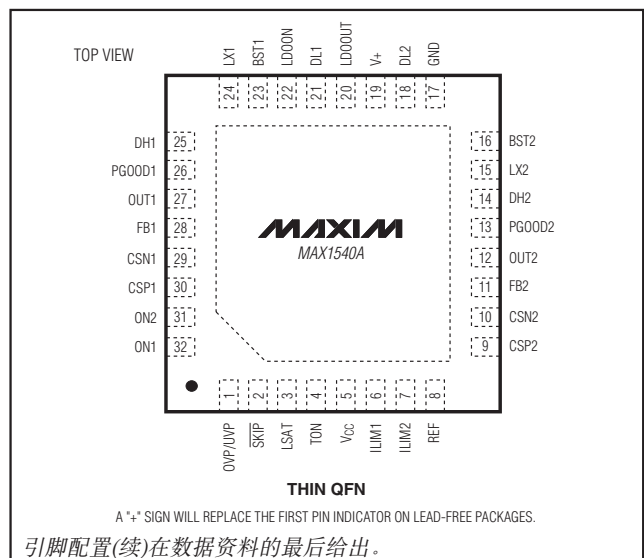 TOP VIEW
LX1
BST1
LDOON
DL1
LDOOUT
V+
DL2
GND
24
23
22
21
20
19
18
17
DH1 25
PGOOD1 26
OUT1 27
FB1 28
CSN1 29
CSP1 30
ON2 31
ON1 32
MAXIM
MAX1540A
16 BST2
15 LX2
14 DH2
13 PGOOD2
12 OUT2
11 FB2
10 CSN2
9 CSP2
1
2
3
4
5
6
7
8
OVP/UVP
SKIP
LSAT
TON
VCC
ILIM1
ILIM2
REF
THIN QFN
A "+" SIGN WILL REPLACE THE FIRST PIN INDICATOR ON LEAD-FREE PACKAGES.
引脚配置(续)在数据资料的最后给出。